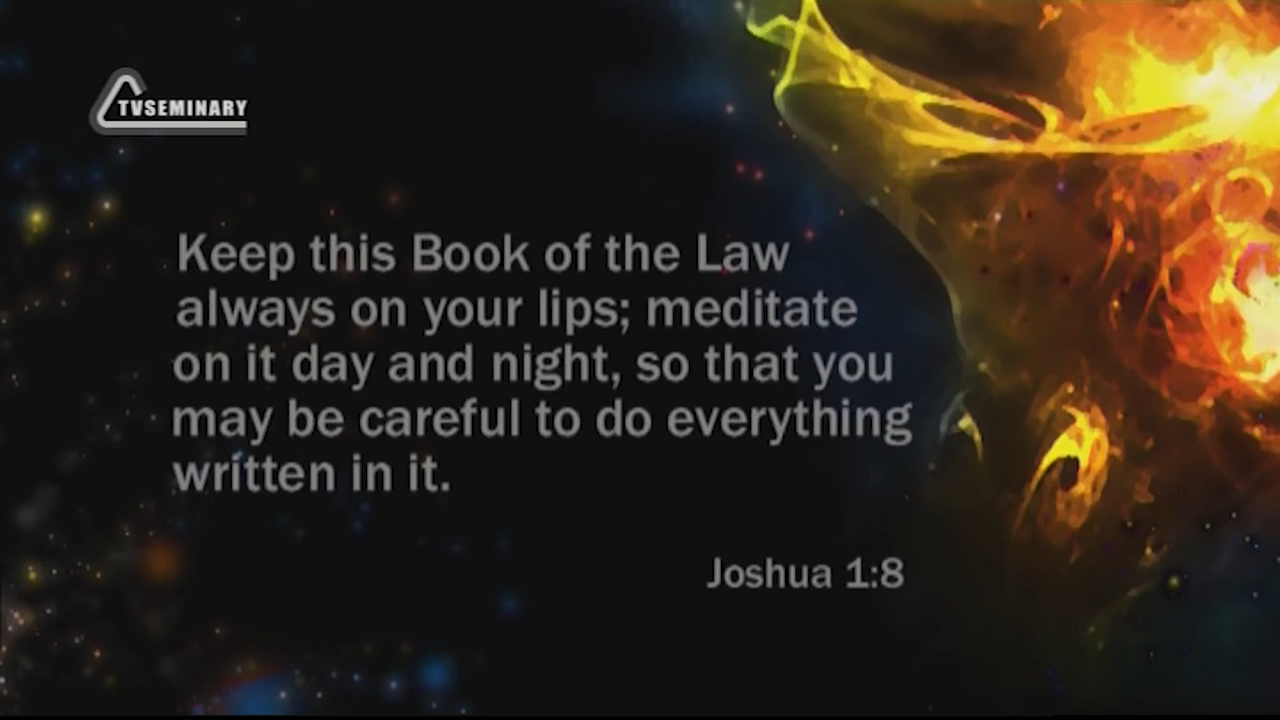 TVSEMINARY
Keep this Book of the Law
always on your lips; meditate
on it day and night, so that you
may be careful to do everything
written in it.
Joshua 1:8